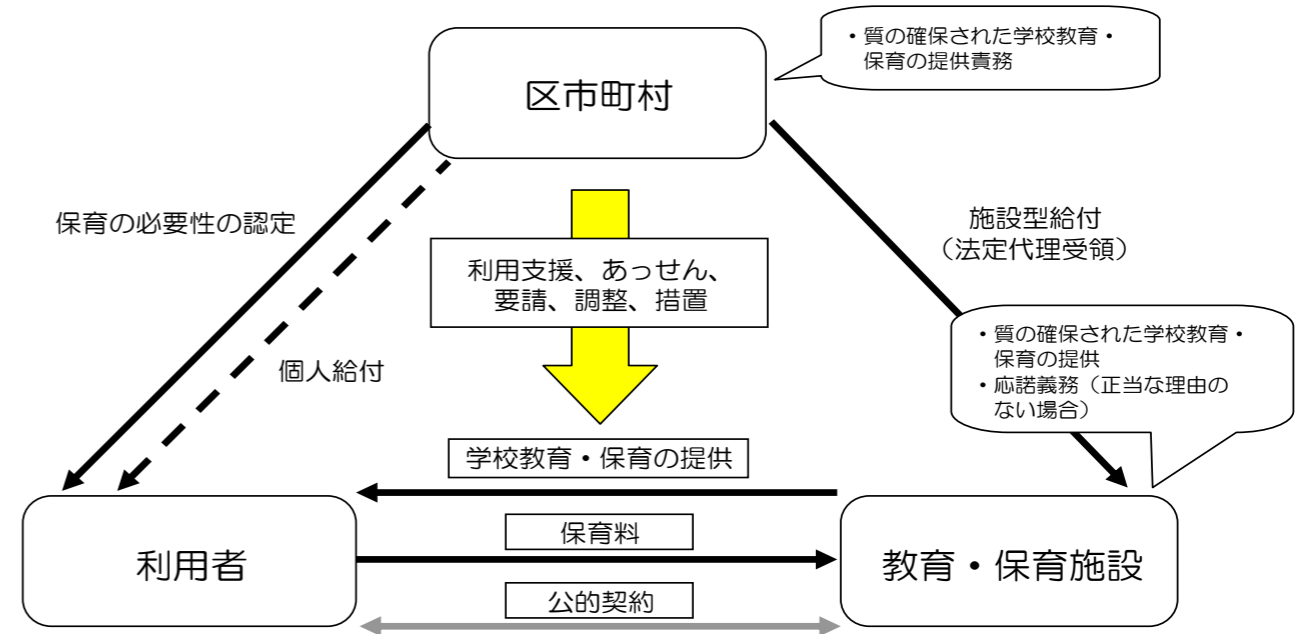 ・質の確保された学校教育・
保育の提供責務
区市町村
保育の必要性の認定
施設型給付
（法定代理受領）
利用支援、あっせん、
要請、調整、措置
個人給付
・質の確保された学校教育・
保育の提供
・応諾義務（正当な理由の
ない場合）
学校教育・保育の提供
保育料
公的契約
利用者
教育・保育施設